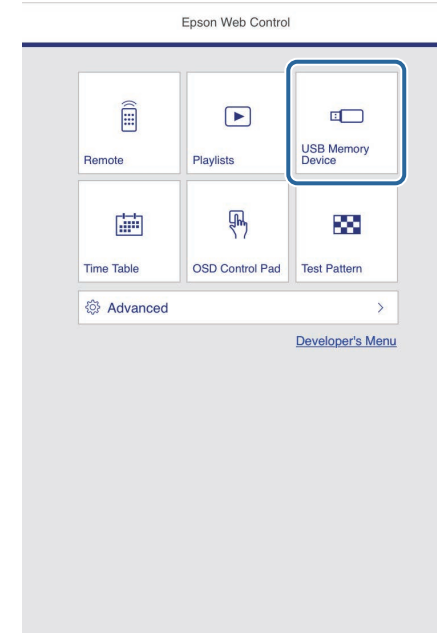 Epson Web Control
Remote
Playlists
USB Memory
Device
Time Table
OSD Control Pad
Test Pattern
Advanced
Developer's Menu